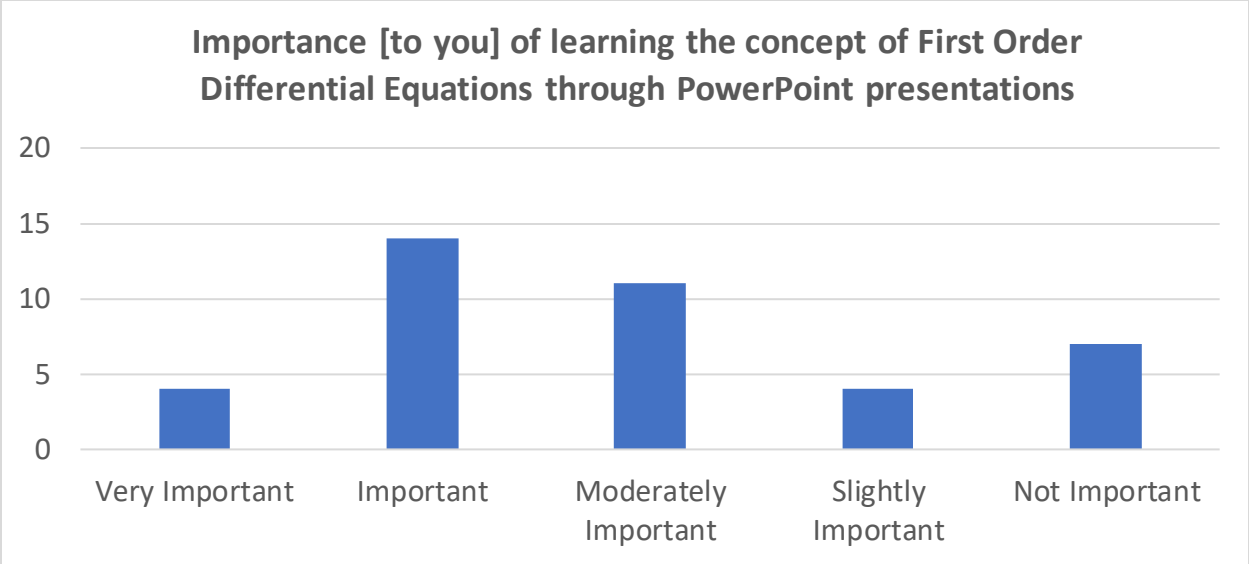 Importance [to you] of learning the concept of First Order
Differential Equations through PowerPoint presentations
20
15
10
5
0
Very Important
Important
Moderately
Important
Slightly
Important
Not Important